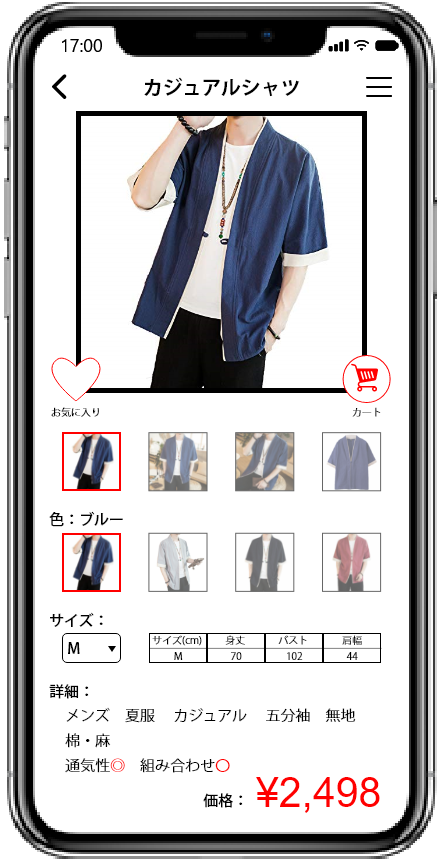 17:00
カジュアルシャツ
お気に入り
カート
色：ブルー
サイズ：
M
サイズ(cm) 身丈 バスト 肩幅
M 70 102 44
詳細：
メンズ 夏服 カジュアル 五分袖 無地
棉・麻
通気性◎ 組み合わせ〇
価格： ¥2,498